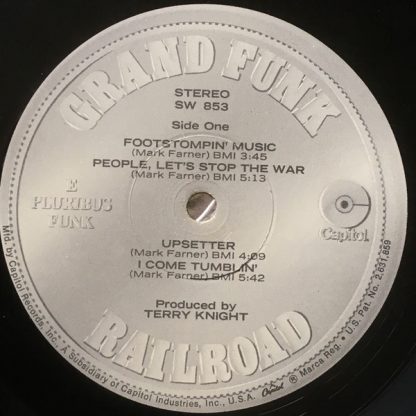 GRAND FUNK
STEREO
SW 853
Side One
FOOTSTOMPIN' MUSIC
(Mark Farner) BMI 3:45
PEOPLE, LET'S STOP THE WAR
(Mark Farner) BMI 5:13
E
PLURIBUS
FUNK
Capitol
UPSETTER
(Mark Farner) BMI 4:09
I COME TUMBLIN'
(Mark Farner) BMI 5:42
Produced by
TERRY KNIGHT
RAILROAD
Mfd. by Capitol Records, Inc., A Subsidiary of Capitol Industries, Inc., U.S.A. Capitol ® Marca Reg. • U.S. Pat. No. 2,631,859